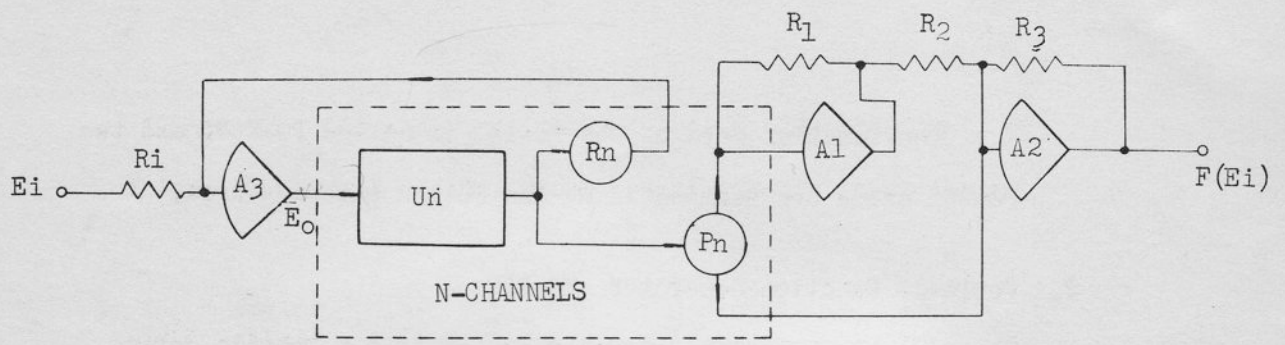 R1 R2 R3
Rn
Ri
A1 A2
Ei A3 Un F(Ei)
Eo
Pn
N-CHANNELS